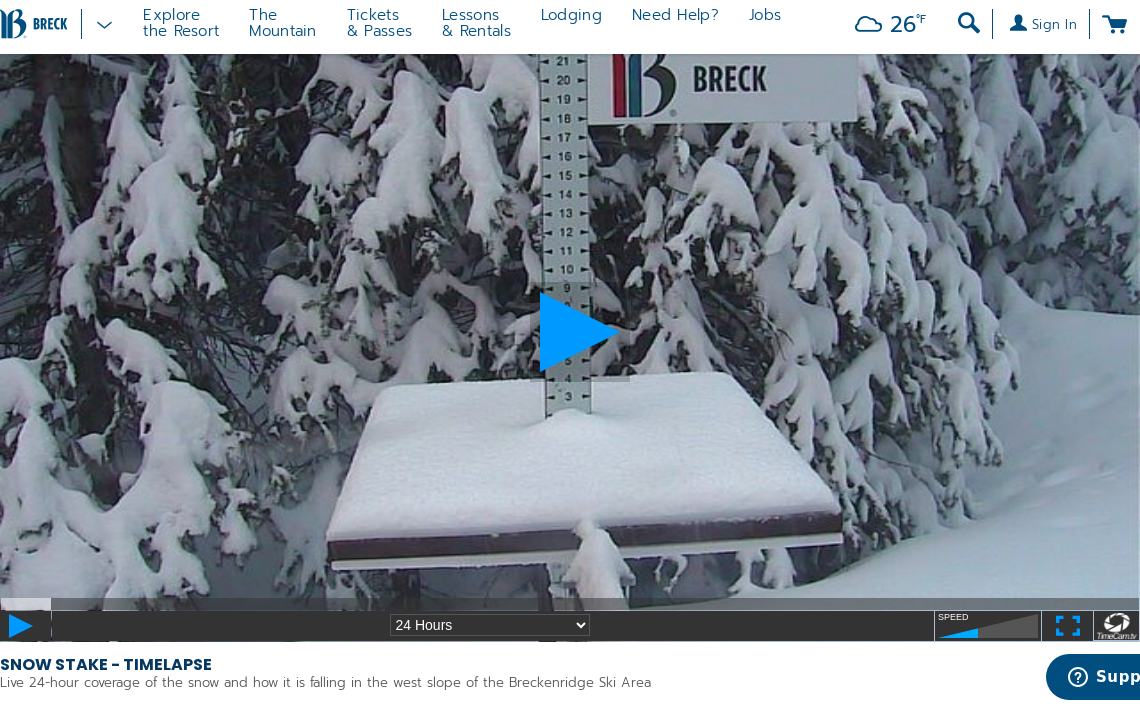 BRECK
Explore
the Resort
The
Mountain
Tickets
& Passes
Lessons
& Rentals
Lodging
Need Help?
Jobs
26°F
Sign In
BRECK
21
20
19
18
17
16
15
14
13
12
11
10
9
4
3
24 Hours
SPEED
TimeCam.tv
SNOW STAKE - TIMELAPSE
Live 24-hour coverage of the snow and how it is falling in the west slope of the Breckenridge Ski Area
Supp